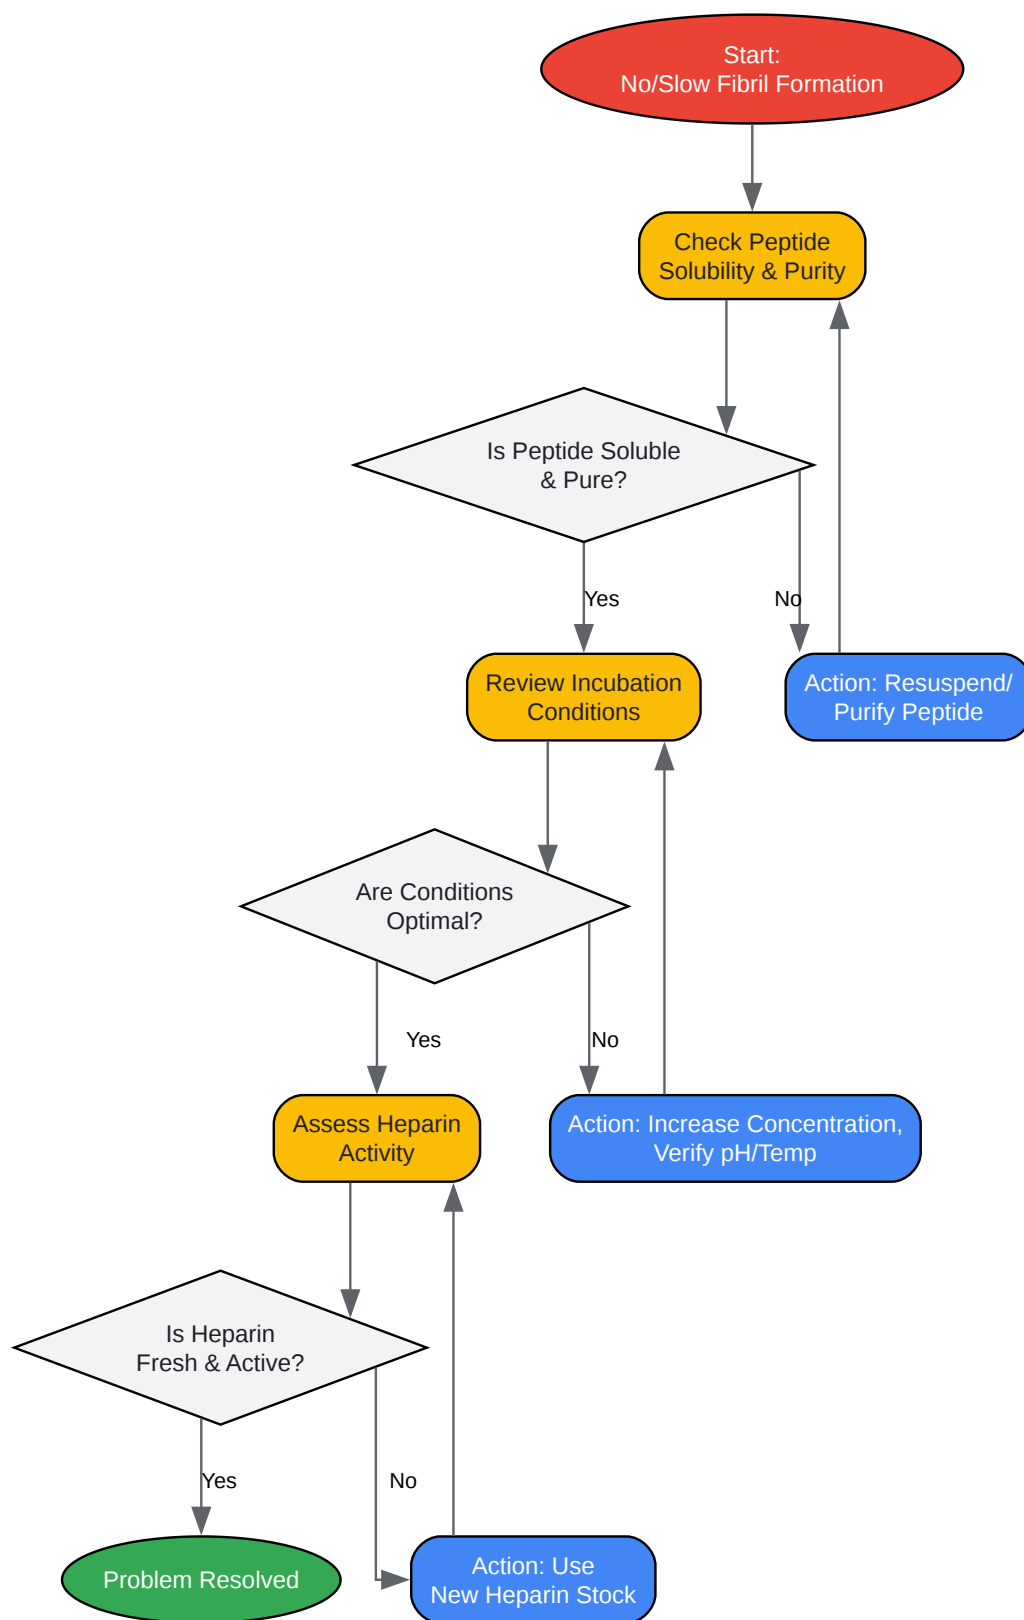 Start:
No/Slow Fibril Formation
Check Peptide
Solubility & Purity
Is Peptide Soluble
& Pure?
Yes
No
Review Incubation
Conditions
Action: Resuspend/
Purify Peptide
Are Conditions
Optimal?
Yes
No
Assess Heparin
Activity
Action: Increase Concentration,
Verify pH/Temp
Is Heparin
Fresh & Active?
Yes
No
Problem Resolved
Action: Use
New Heparin Stock